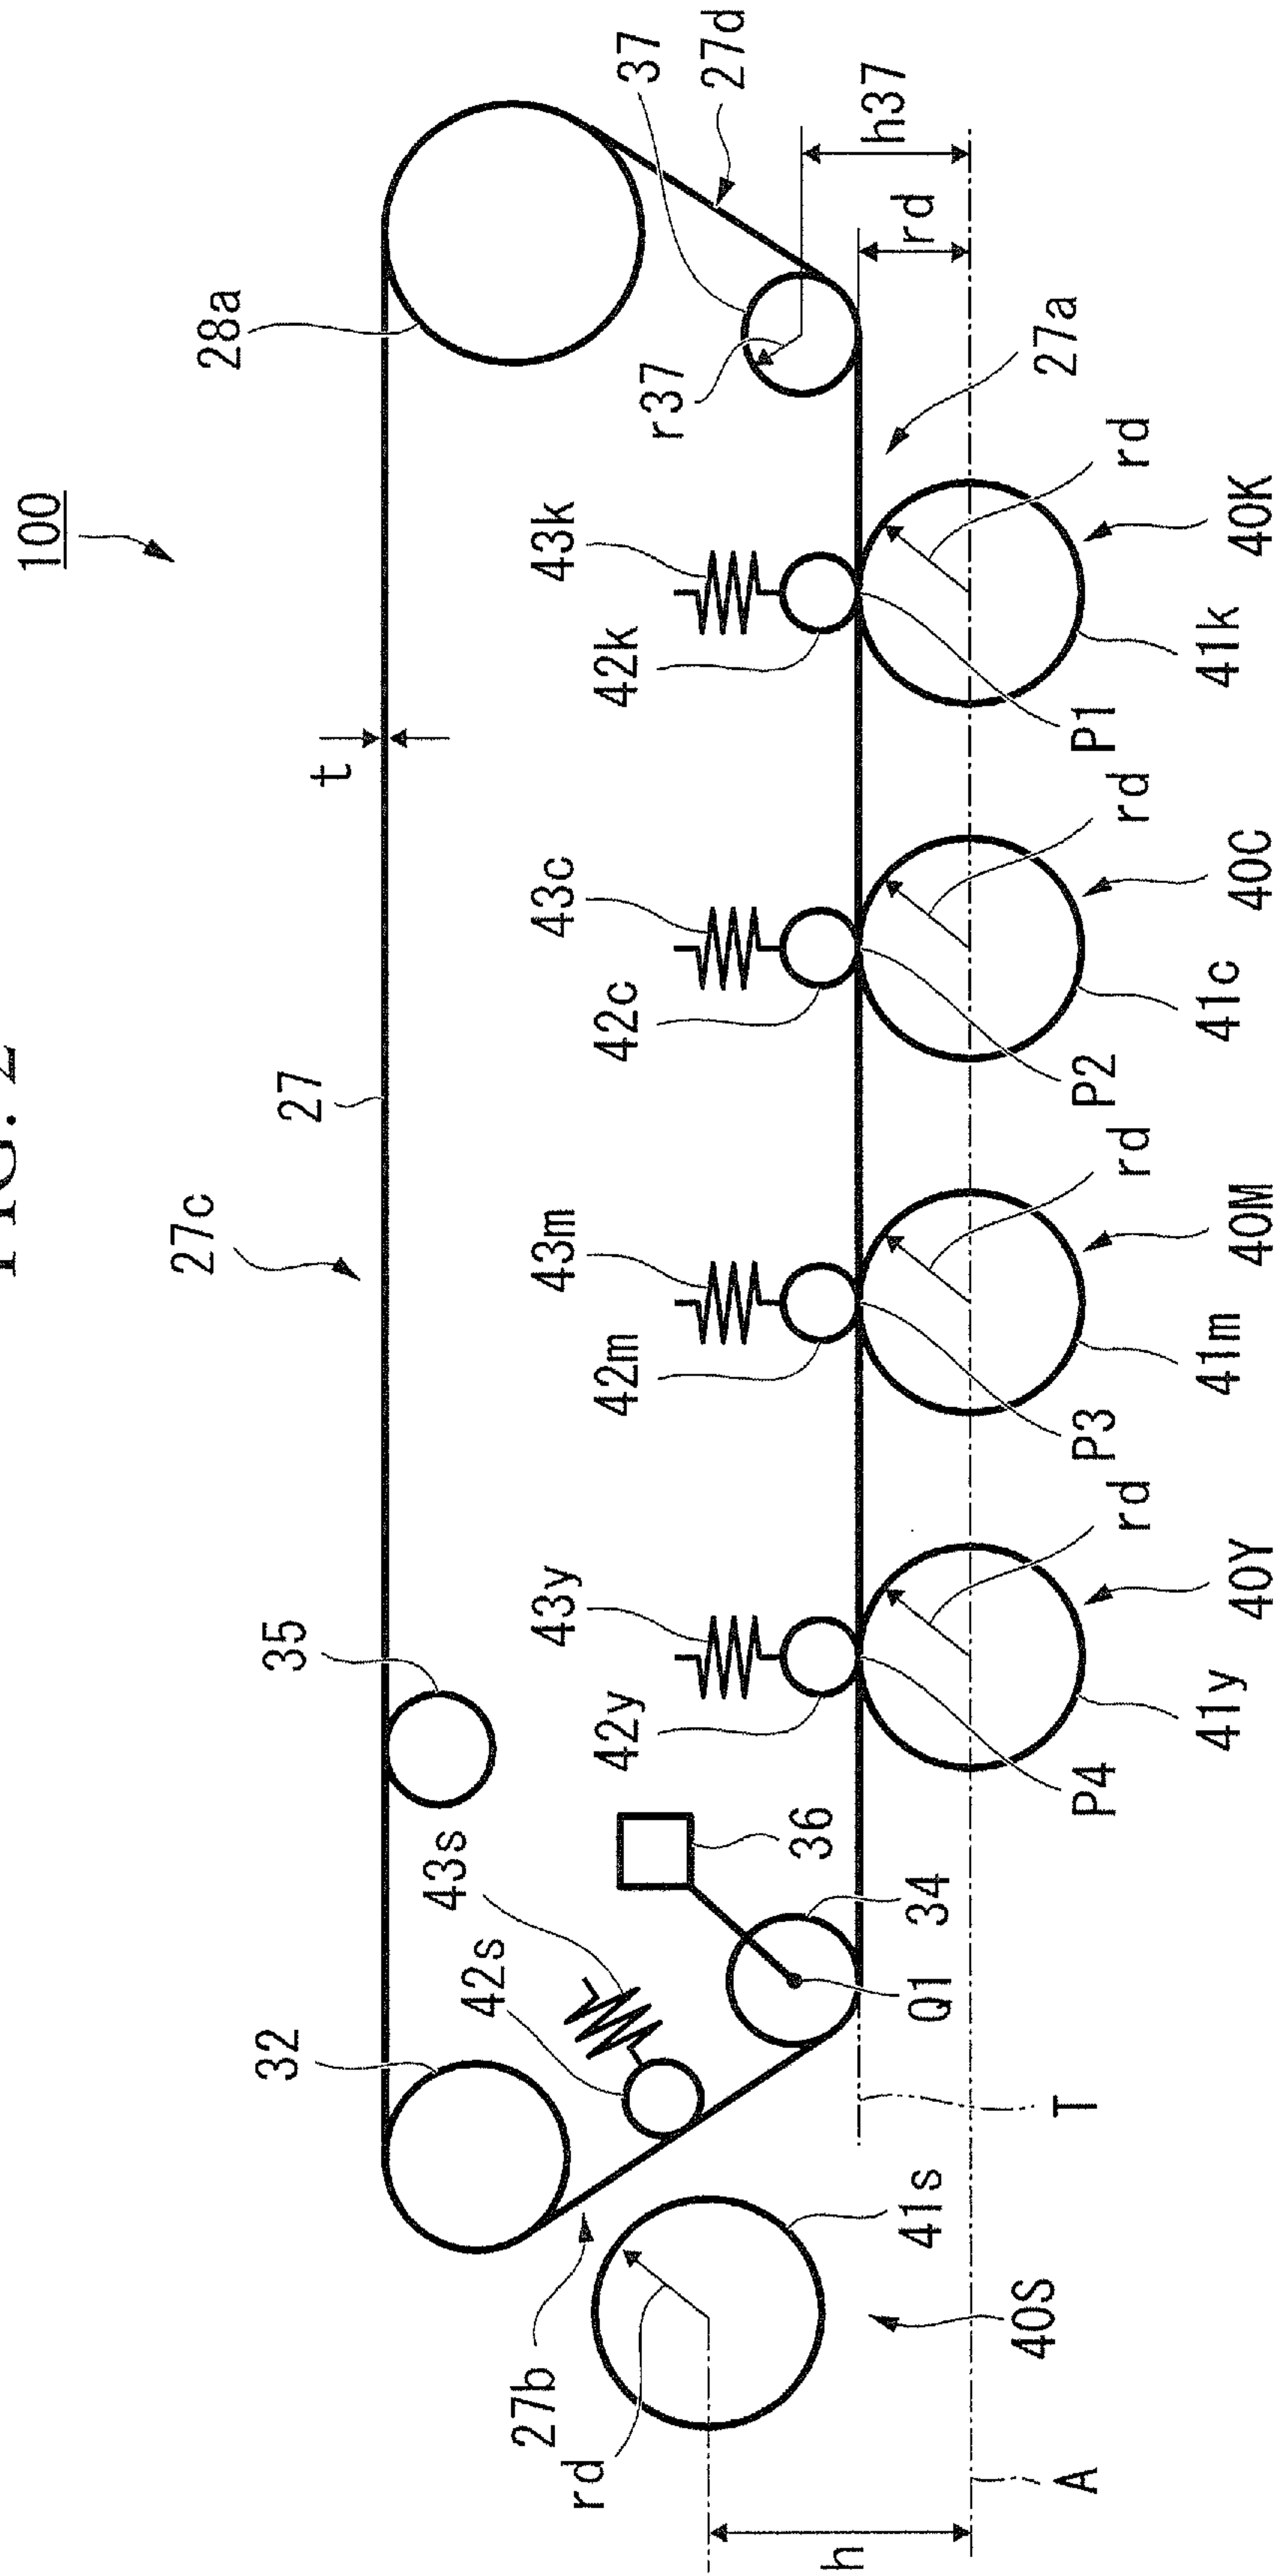 FIG. 2
100
27c
27
t
28a
35
32
43s
42s
36
34
Q1
43y
42y
43m
42m
43c
42c
43k
42k
r37
37
27d
h37
rd
27a
27b
rd
41s
40S
h
A
T
P4
41y
40Y
rd
P3
41m
40M
rd
P2
41c
40C
rd
P1
41k
40K
rd